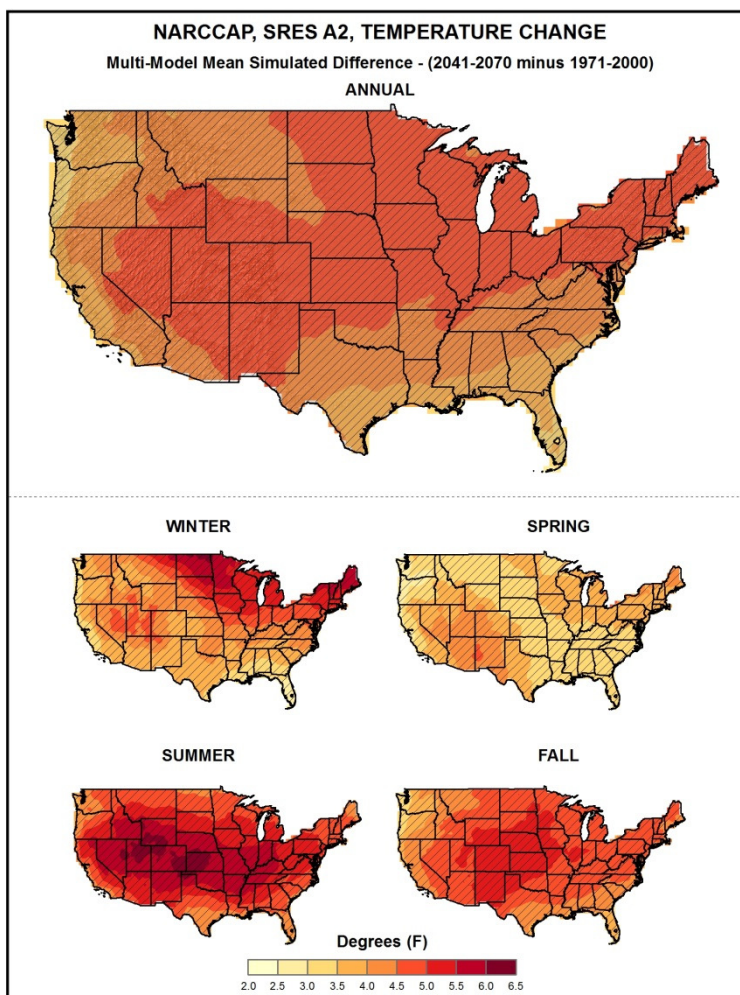 NARCCAP, SRES A2, TEMPERATURE CHANGE
Multi-Model Mean Simulated Difference - (2041-2070 minus 1971-2000)
ANNUAL
WINTER
SPRING
SUMMER
FALL
Degrees (F)
2.0 2.5 3.0 3.5 4.0 4.5 5.0 5.5 6.0 6.5